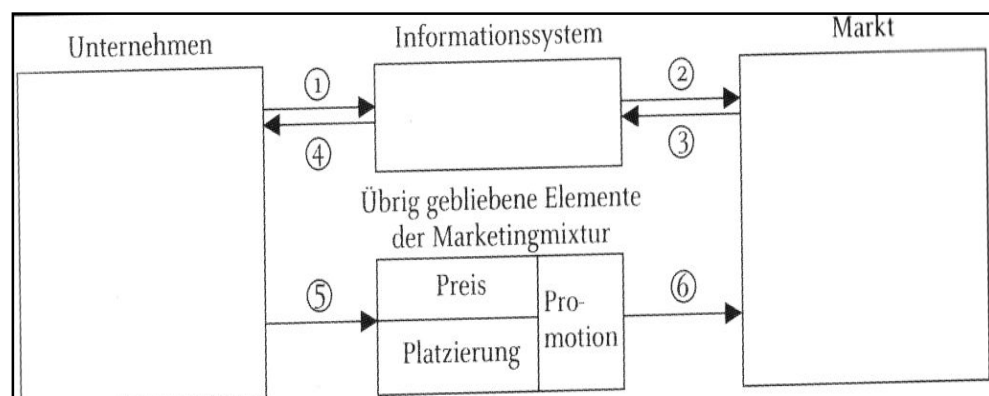 Unternehmen
Informationssystem
Markt
①
②
④
③
Übrig gebliebene Elemente
der Marketingmixtur
⑤
Preis
Pro-
motion
Platzierung
⑥